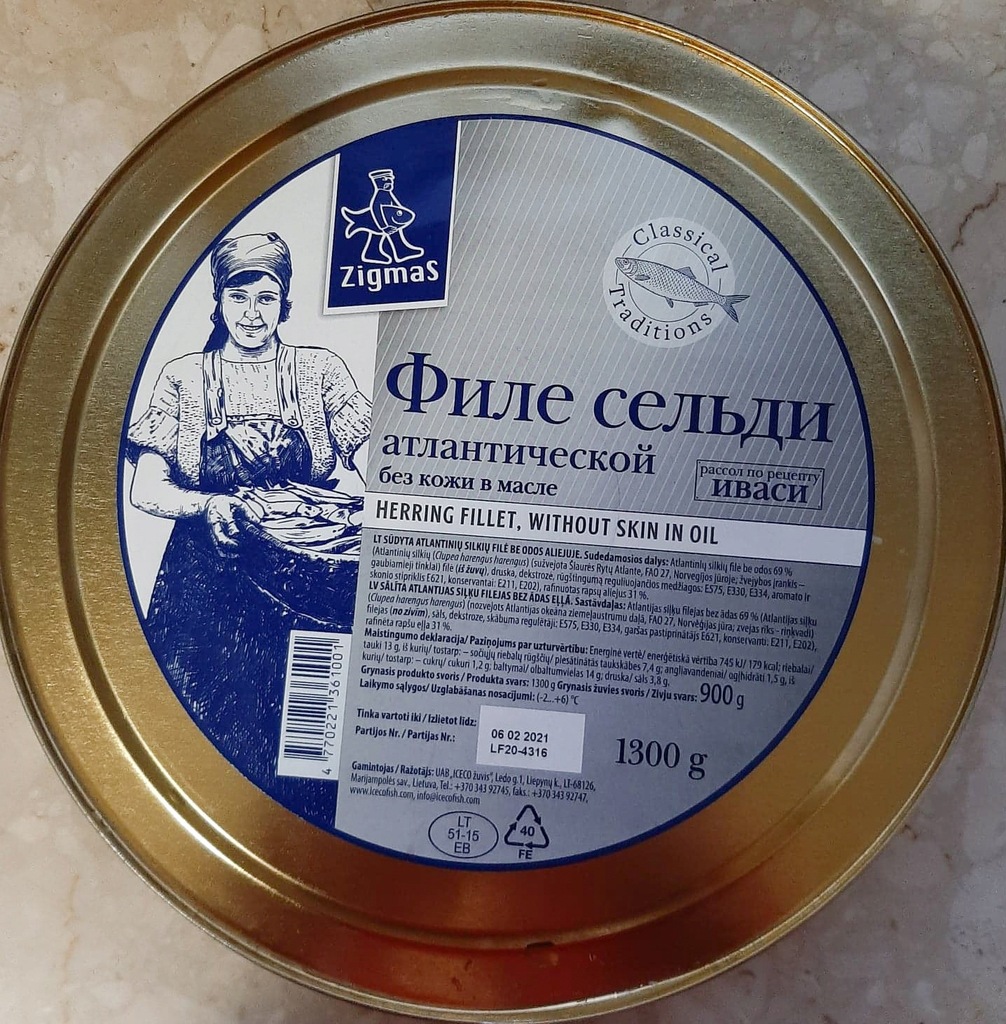 ZigmaS
Classical
Traditions
Филе сельди
атлантической
без кожи в масле
рассол по рецепту
иваси
HERRING FILLET, WITHOUT SKIN IN OIL
LT SŪDYTA ATLANTINIŲ SILKIŲ FILĖ BE ODOS ALIEJUJE. Sudedamosios dalys: Atlantinių silkių filė be odos 69 %
(Atlantinių silkių (Clupea harengus harengus) (sužvejota Šiaurės Rytų Atlante, FAO 27, Norvegijos jūroje; žvejybos įrankis –
gaubiamieji tinklai) filė (iš žuvų), druska, dekstrozė, rūgštingumą reguliuojančios medžiagos: E575, E330, E334, aromato ir
skonio stipriklis E621, konservantai: E211, E202), rafinuotas rapsų aliejus 31 %.
LV SĀLĪTA ATLANTIJAS SIĻĶU FILEJAS BEZ ĀDAS EĻĻĀ. Sastāvdaļas: Atlantijas siļķu filejas bez ādas 69 % (Atlantijas siļķu
(Clupea harengus harengus) (nozvejots Atlantijas okeāna ziemeļaustrumu daļā, FAO 27, Norvēģijas jūra; zvejas rīks - riņķvadi)
filejas (no zivīm), sāls, dekstroze, skābuma regulētāji: E575, E330, E334, garšas pastiprinātājs E621, konservanti: E211, E202),
rafinēta rapšu eļļa 31 %.
Maistingumo deklaracija/ Paziņojums par uzturvērtību: Energinė vertė/ enerģētiskā vērtība 745 kJ/ 179 kcal; riebalai/
tauki 13 g, iš kurių/ tostarp: – sočiųjų riebalų rūgščių/ piesātinātās taukskābes 7,4 g; angliavandeniai/ ogļhidrāti 1,5 g, iš
kurių/ tostarp: – cukrų/ cukuri 1,2 g; baltymai/ olbaltumvielas 14 g; druska/ sāls 3,8 g.
Grynasis produkto svoris / Produkta svars: 1300 g Grynasis žuvies svoris / Zivju svars: 900 g
Laikymo sąlygos/ Uzglabāšanas nosacījumi: (-2...+6) °C
Tinka vartoti iki / Izlietot līdz:
Partijos Nr. / Partijas Nr.:
06 02 2021
LF20-4316
1300 g
Gamintojas / Ražotājs: UAB „ICECO žuvis“, Ledo g.1, Liepynų k., LT-68126,
Marijampolės sav., Lietuva, Tel.: +370 343 92745, faks.: +370 343 92747,
www.icecofish.com, info@icecofish.com
LT
51-15
EB
40
FE
4 770221 361001